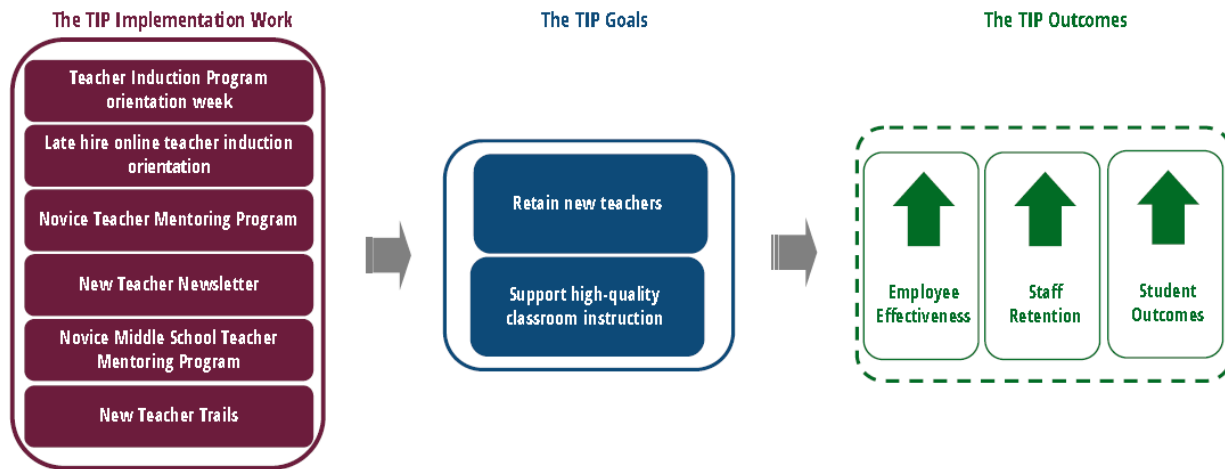 The TIP Implementation Work
Teacher Induction Program
orientation week
Late hire online teacher induction
orientation
Novice Teacher Mentoring Program
New Teacher Newsletter
Novice Middle School Teacher
Mentoring Program
New Teacher Trails
The TIP Goals
Retain new teachers
Support high-quality
classroom instruction
The TIP Outcomes
Employee
Effectiveness
Staff
Retention
Student
Outcomes